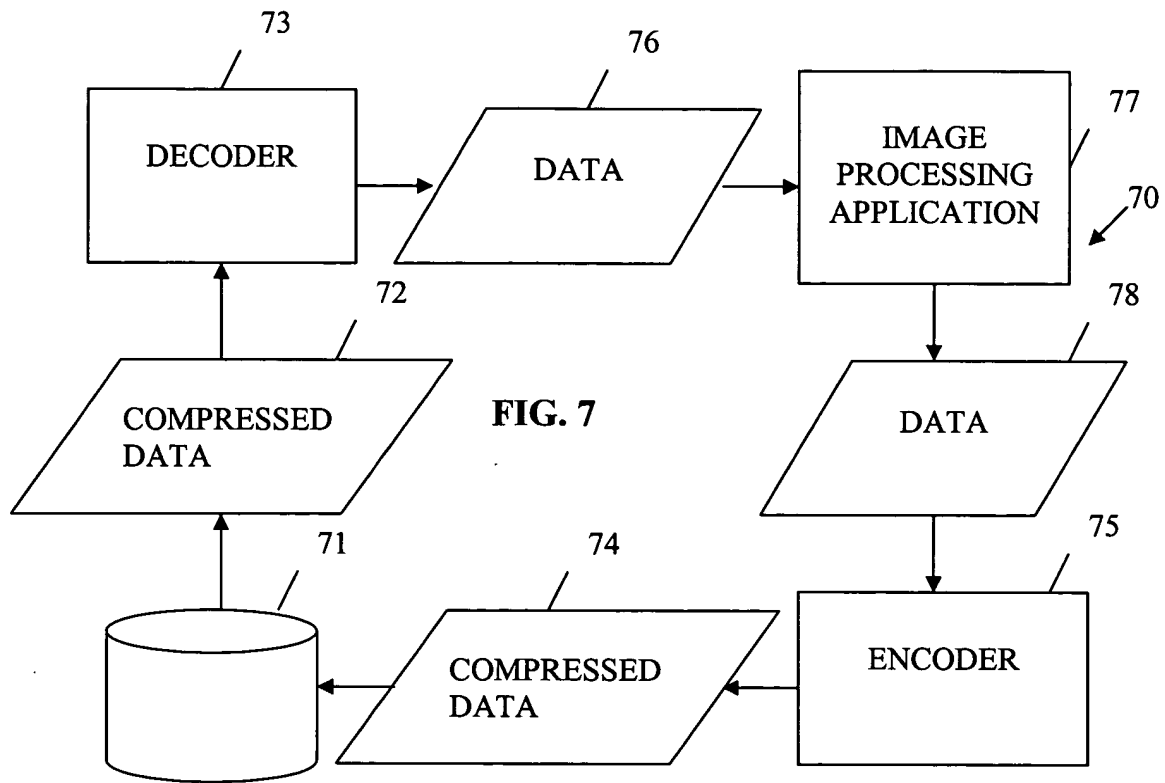 73
76
77
DECODER
DATA
IMAGE
PROCESSING
APPLICATION
70
72
78
COMPRESSED
DATA
FIG. 7
DATA
71
74
75
COMPRESSED
DATA
ENCODER